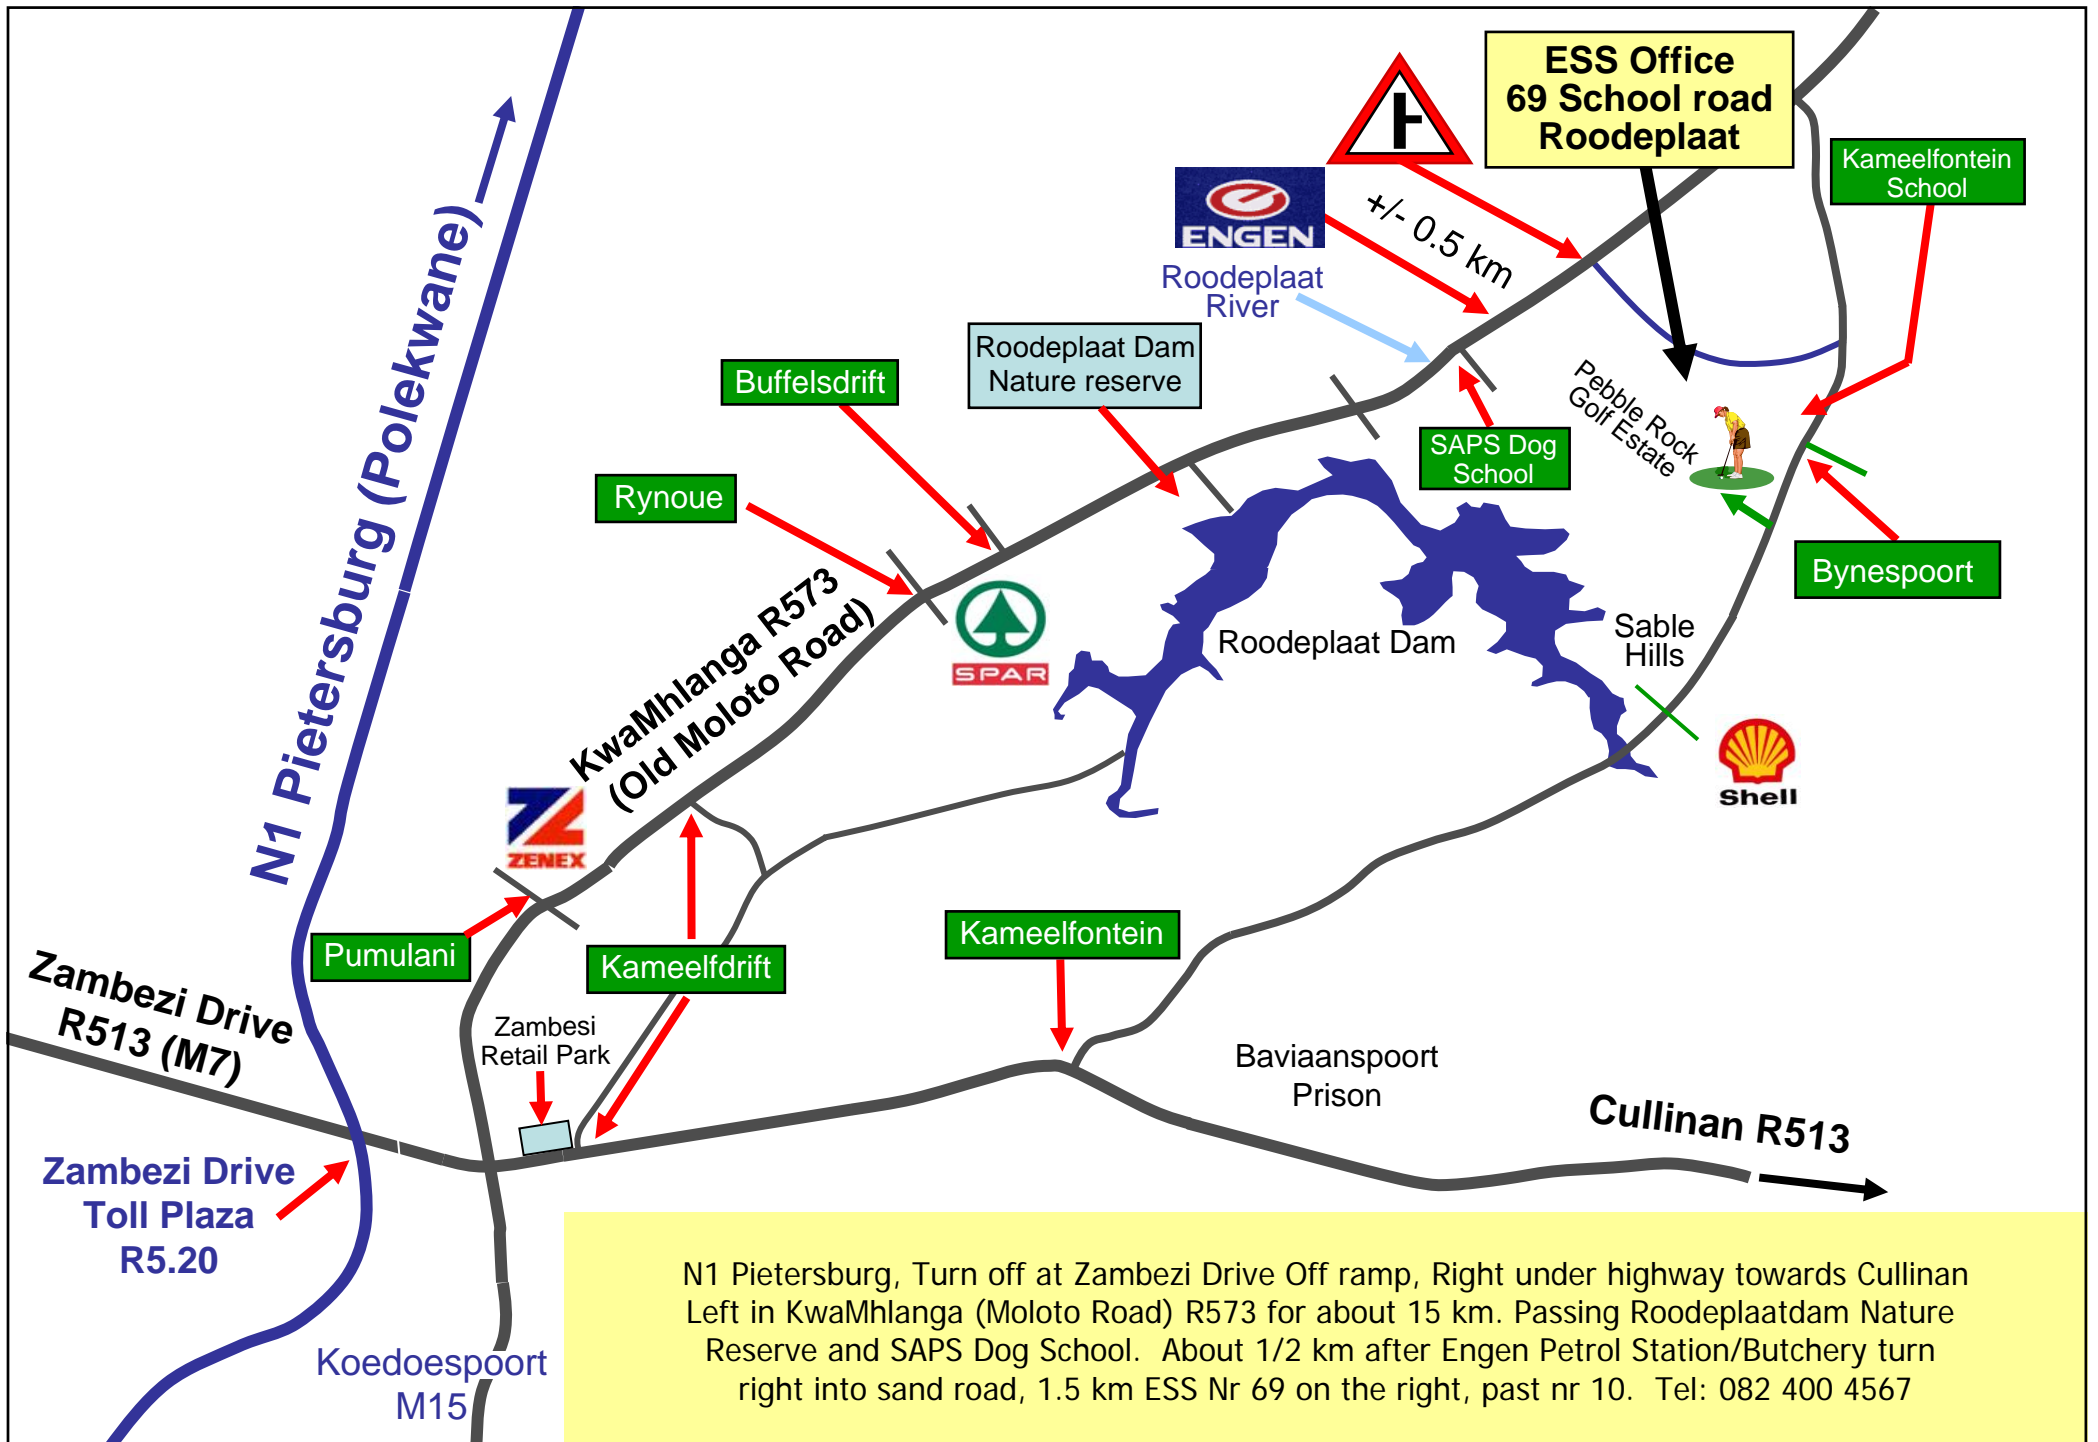 ESS Office
69 School road
Roodeplaat
Kameelfontein
School
ENGEN
+/- 0.5 km
Roodeplaat
River
Roodeplaat Dam
Nature reserve
Buffelsdrift
N1 Pietersburg (Polekwane)
Pebble Rock
Golf Estate
SAPS Dog
School
Rynoue
Bynespoort
KwaMhlanga R573
(Old Moloto Road)
SPAR
Roodeplaat Dam
Sable
Hills
Shell
ZENEX
Pumulani
Kameelfdrift
Kameelfontein
Zambezi Drive
R513 (M7)
Zambesi
Retail Park
Baviaanspoort
Prison
Cullinan R513
Zambezi Drive
Toll Plaza
R5.20
Koedoespoort
M15
N1 Pietersburg, Turn off at Zambezi Drive Off ramp, Right under highway towards Cullinan
Left in KwaMhlanga (Moloto Road) R573 for about 15 km. Passing Roodeplaatdam Nature
Reserve and SAPS Dog School.  About 1/2 km after Engen Petrol Station/Butchery turn
right into sand road, 1.5 km ESS Nr 69 on the right, past nr 10.  Tel: 082 400 4567